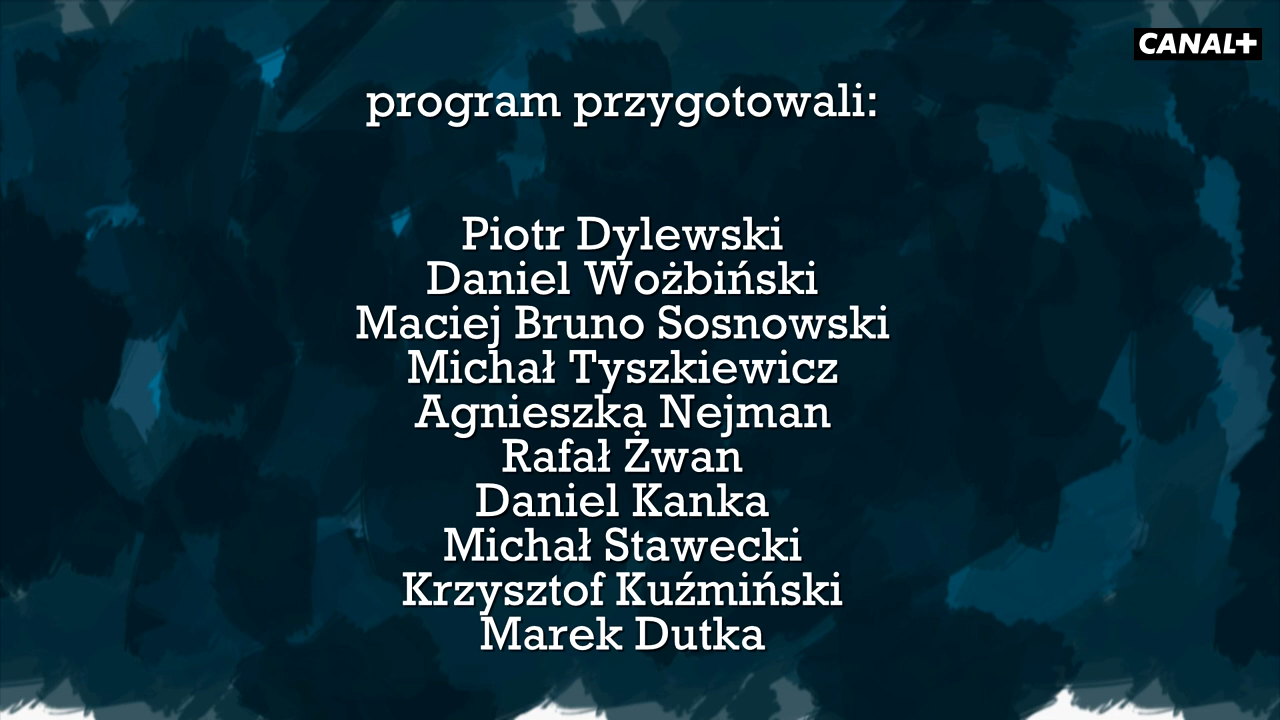 CANAL+
program przygotowali:
Piotr Dylewski
Daniel Wożbiński
Maciej Bruno Sosnowski
Michał Tyszkiewicz
Agnieszka Nejman
Rafał Żwan
Daniel Kanka
Michał Stawecki
Krzysztof Kuźmiński
Marek Dutka